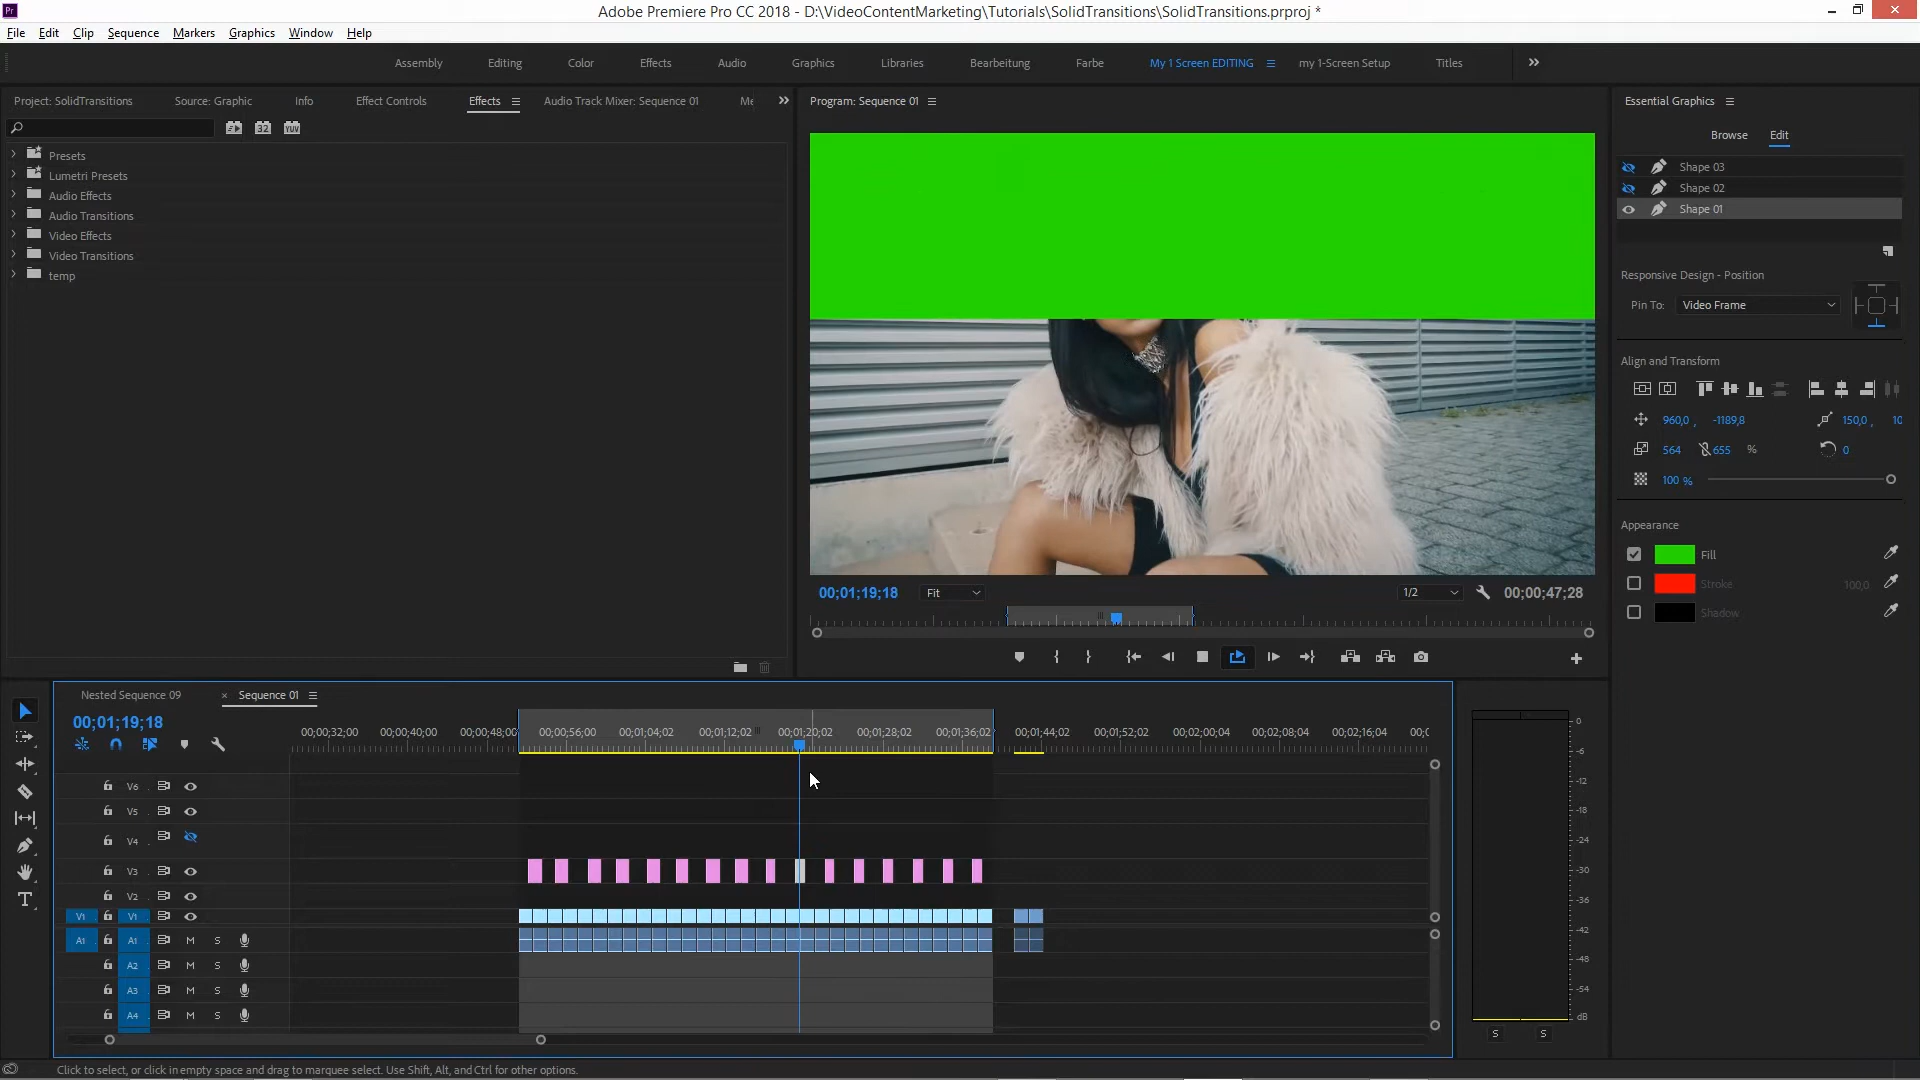 Pr
Adobe Premiere Pro CC 2018 - D:\VideoContentMarketing\Tutorials\SolidTransitions\SolidTransitions.prproj *
File Edit Clip Sequence Markers Graphics Window Help
Assembly Editing Color Effects Audio Graphics Libraries Bearbeitung Farbe My 1 Screen EDITING my 1-Screen Setup Titles
Project: SolidTransitions Source: Graphic Info Effect Controls Effects Audio Track Mixer: Sequence 01 Me
Program: Sequence 01
Essential Graphics
32 YUV
Presets
Lumetri Presets
Audio Effects
Audio Transitions
Video Effects
Video Transitions
temp
Browse Edit
Shape 03
Shape 02
Shape 01
Responsive Design - Position
Pin To: Video Frame
Align and Transform
960,0 , -1189,8 150,0 , 10
564 655 % 0
100 %
Appearance
Fill
Stroke 100,0
Shadow
00;01;19;18 Fit 1/2 00;00;47;28
Nested Sequence 09 × Sequence 01
00;01;19;18
00;00;32;00 00;00;40;00 00;00;48;00 00;00;56;00 00;01;04;02 00;01;12;02 00;01;20;02 00;01;28;02 00;01;36;02 00;01;44;02 00;01;52;02 00;02;00;04 00;02;08;04 00;02;16;04 00;0
V6
V5
V4
V3
V2
V1 V1
A1 A1 M S
A2 M S
A3 M S
A4 M S
0
-6
-12
-18
-24
-30
-36
-42
-48
-54
dB
S S
Click to select, or click in empty space and drag to marquee select. Use Shift, Alt, and Ctrl for other options.